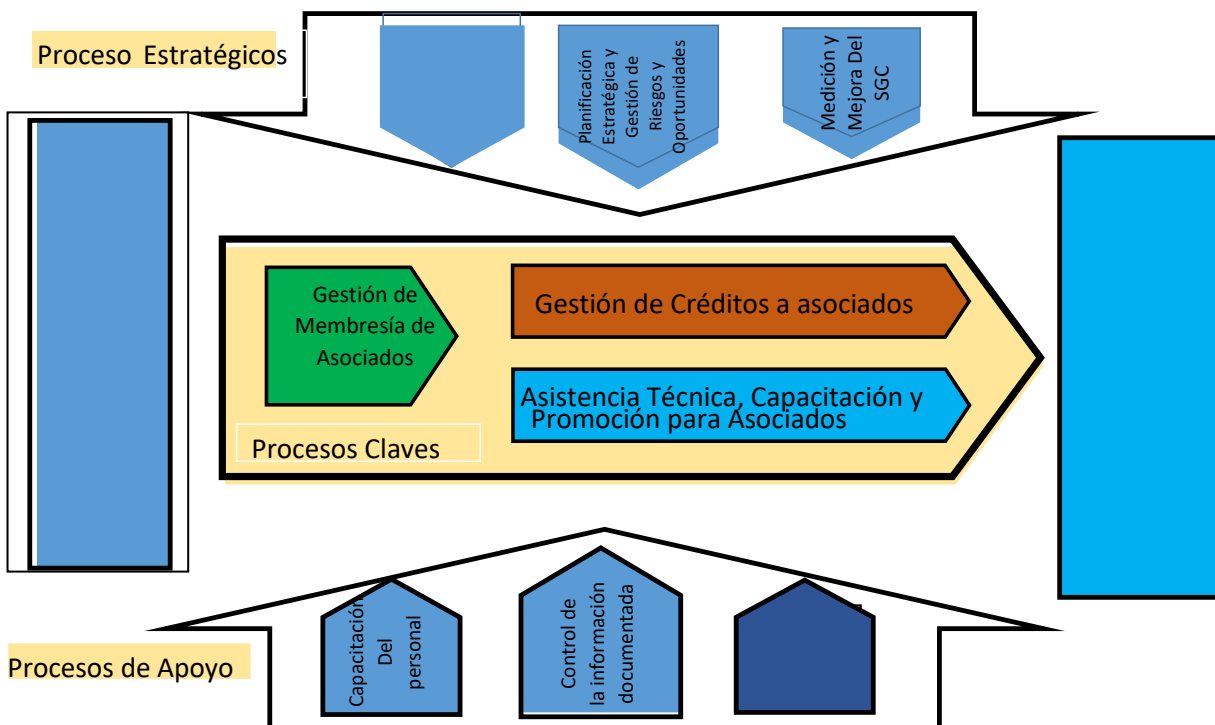 Proceso Estratégicos
Planificación
Estratégica y
Gestión de
Riesgos y
Oportunidades
Medición y
Mejora Del
SGC
Gestión de
Membresía de
Asociados
Gestión de Créditos a asociados
Asistencia Técnica, Capacitación y
Promoción para Asociados
Procesos Claves
Procesos de Apoyo
Capacitación
Del
personal
Control de
la información
documentada